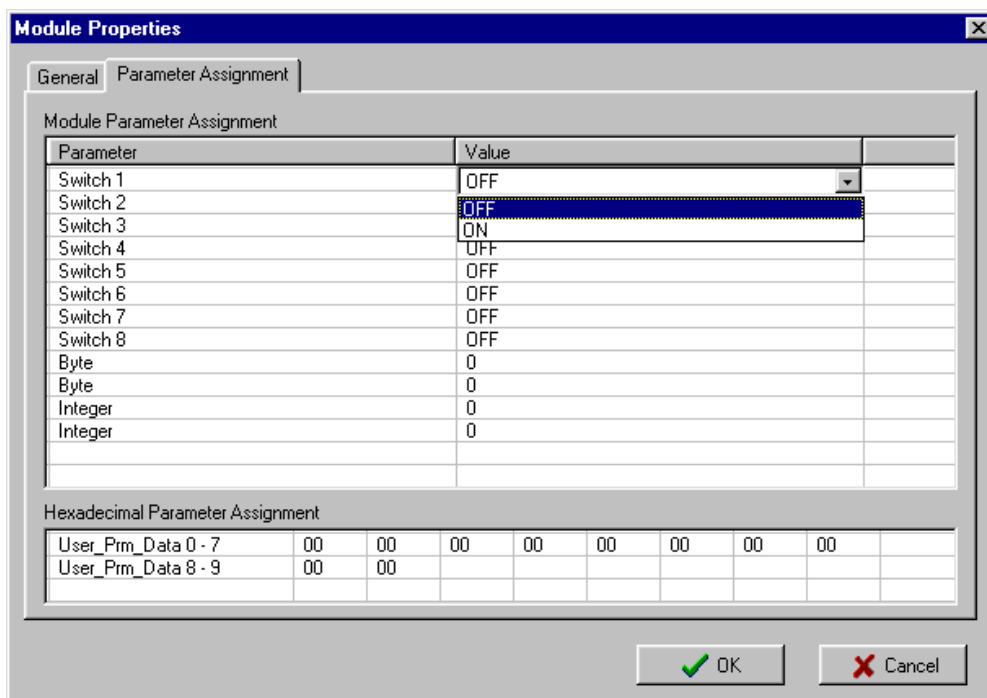 Module Properties
General Parameter Assignment
Module Parameter Assignment
Parameter Value
Switch 1 OFF
Switch 2 OFF
Switch 3 ON
Switch 4 OFF
Switch 5 OFF
Switch 6 OFF
Switch 7 OFF
Switch 8 OFF
Byte 0
Byte 0
Integer 0
Integer 0
Hexadecimal Parameter Assignment
User_Prm_Data 0 - 7 00 00 00 00 00 00 00 00
User_Prm_Data 8 - 9 00 00
OK Cancel